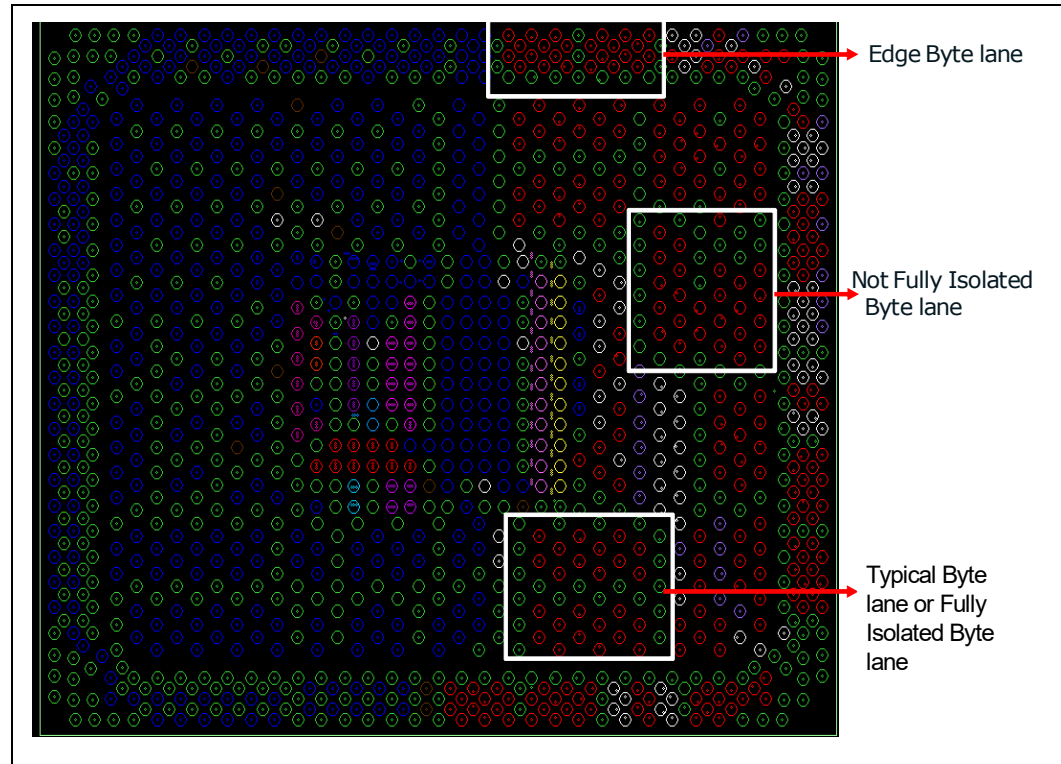 Edge Byte lane
Not Fully Isolated
Byte lane
Typical Byte
lane or Fully
Isolated Byte
lane